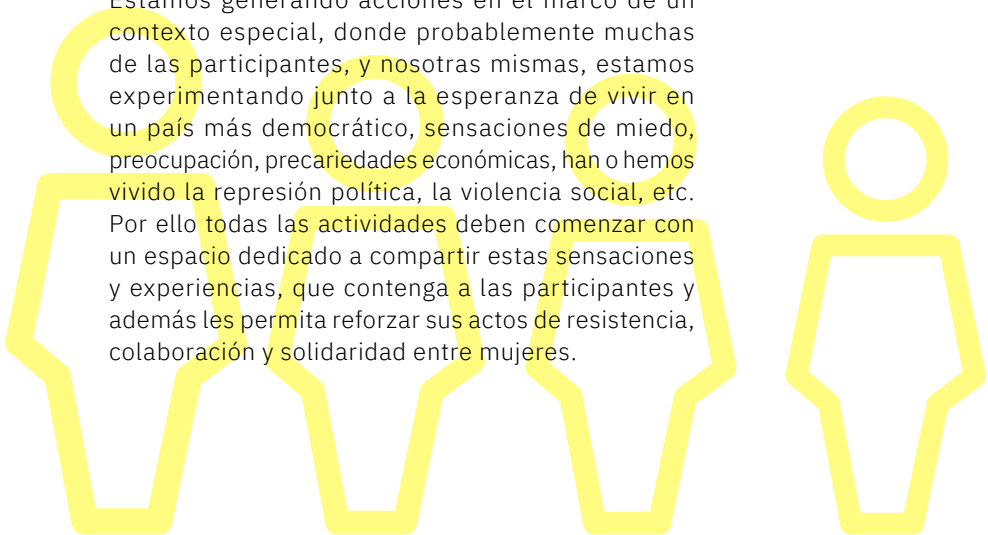 Estamos generando acciones en el marco de un
contexto especial, donde probablemente muchas
de las participantes, y nosotras mismas, estamos
experimentando junto a la esperanza de vivir en
un país más democrático, sensaciones de miedo,
preocupación, precariedades económicas, han o hemos
vivido la represión política, la violencia social, etc.
Por ello todas las actividades deben comenzar con
un espacio dedicado a compartir estas sensaciones
y experiencias, que contenga a las participantes y
además les permita reforzar sus actos de resistencia,
colaboración y solidaridad entre mujeres.